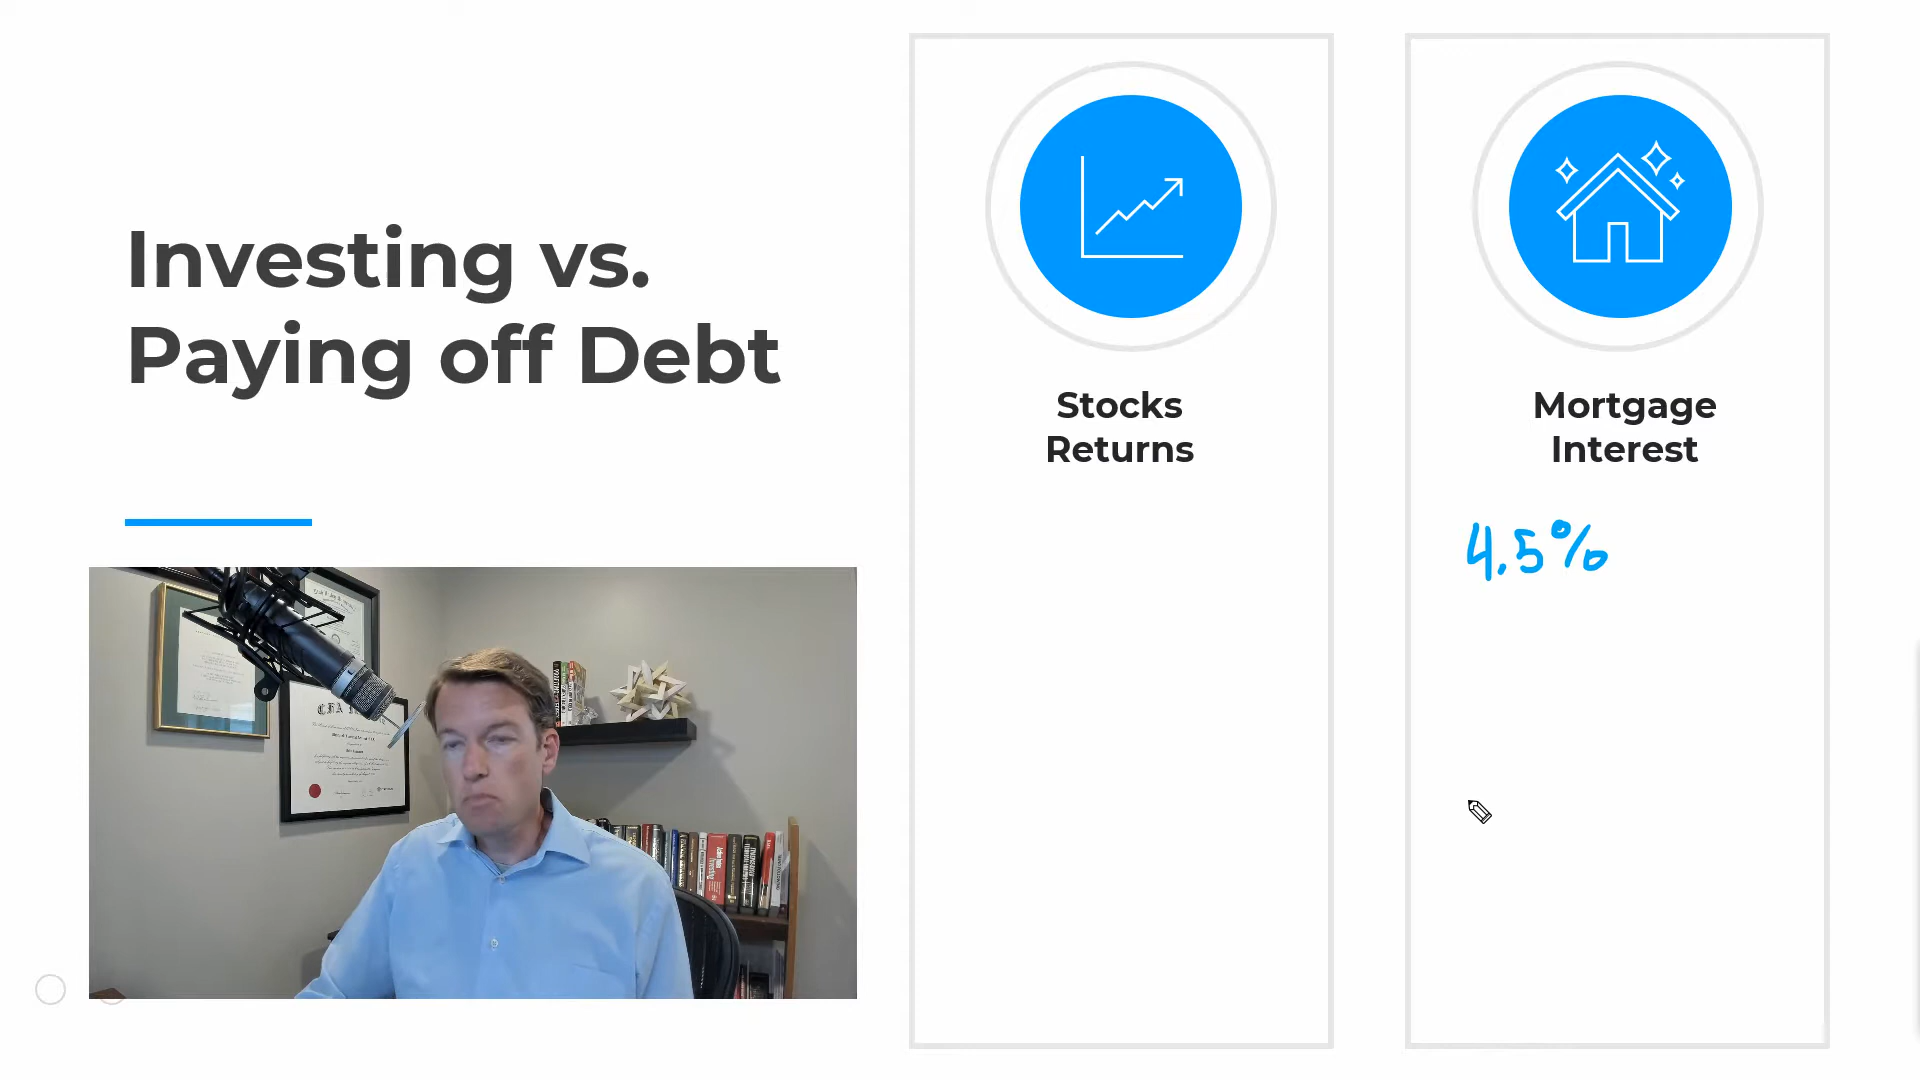 Investing vs.
Paying off Debt
Stocks
Returns
Mortgage
Interest
4.5%